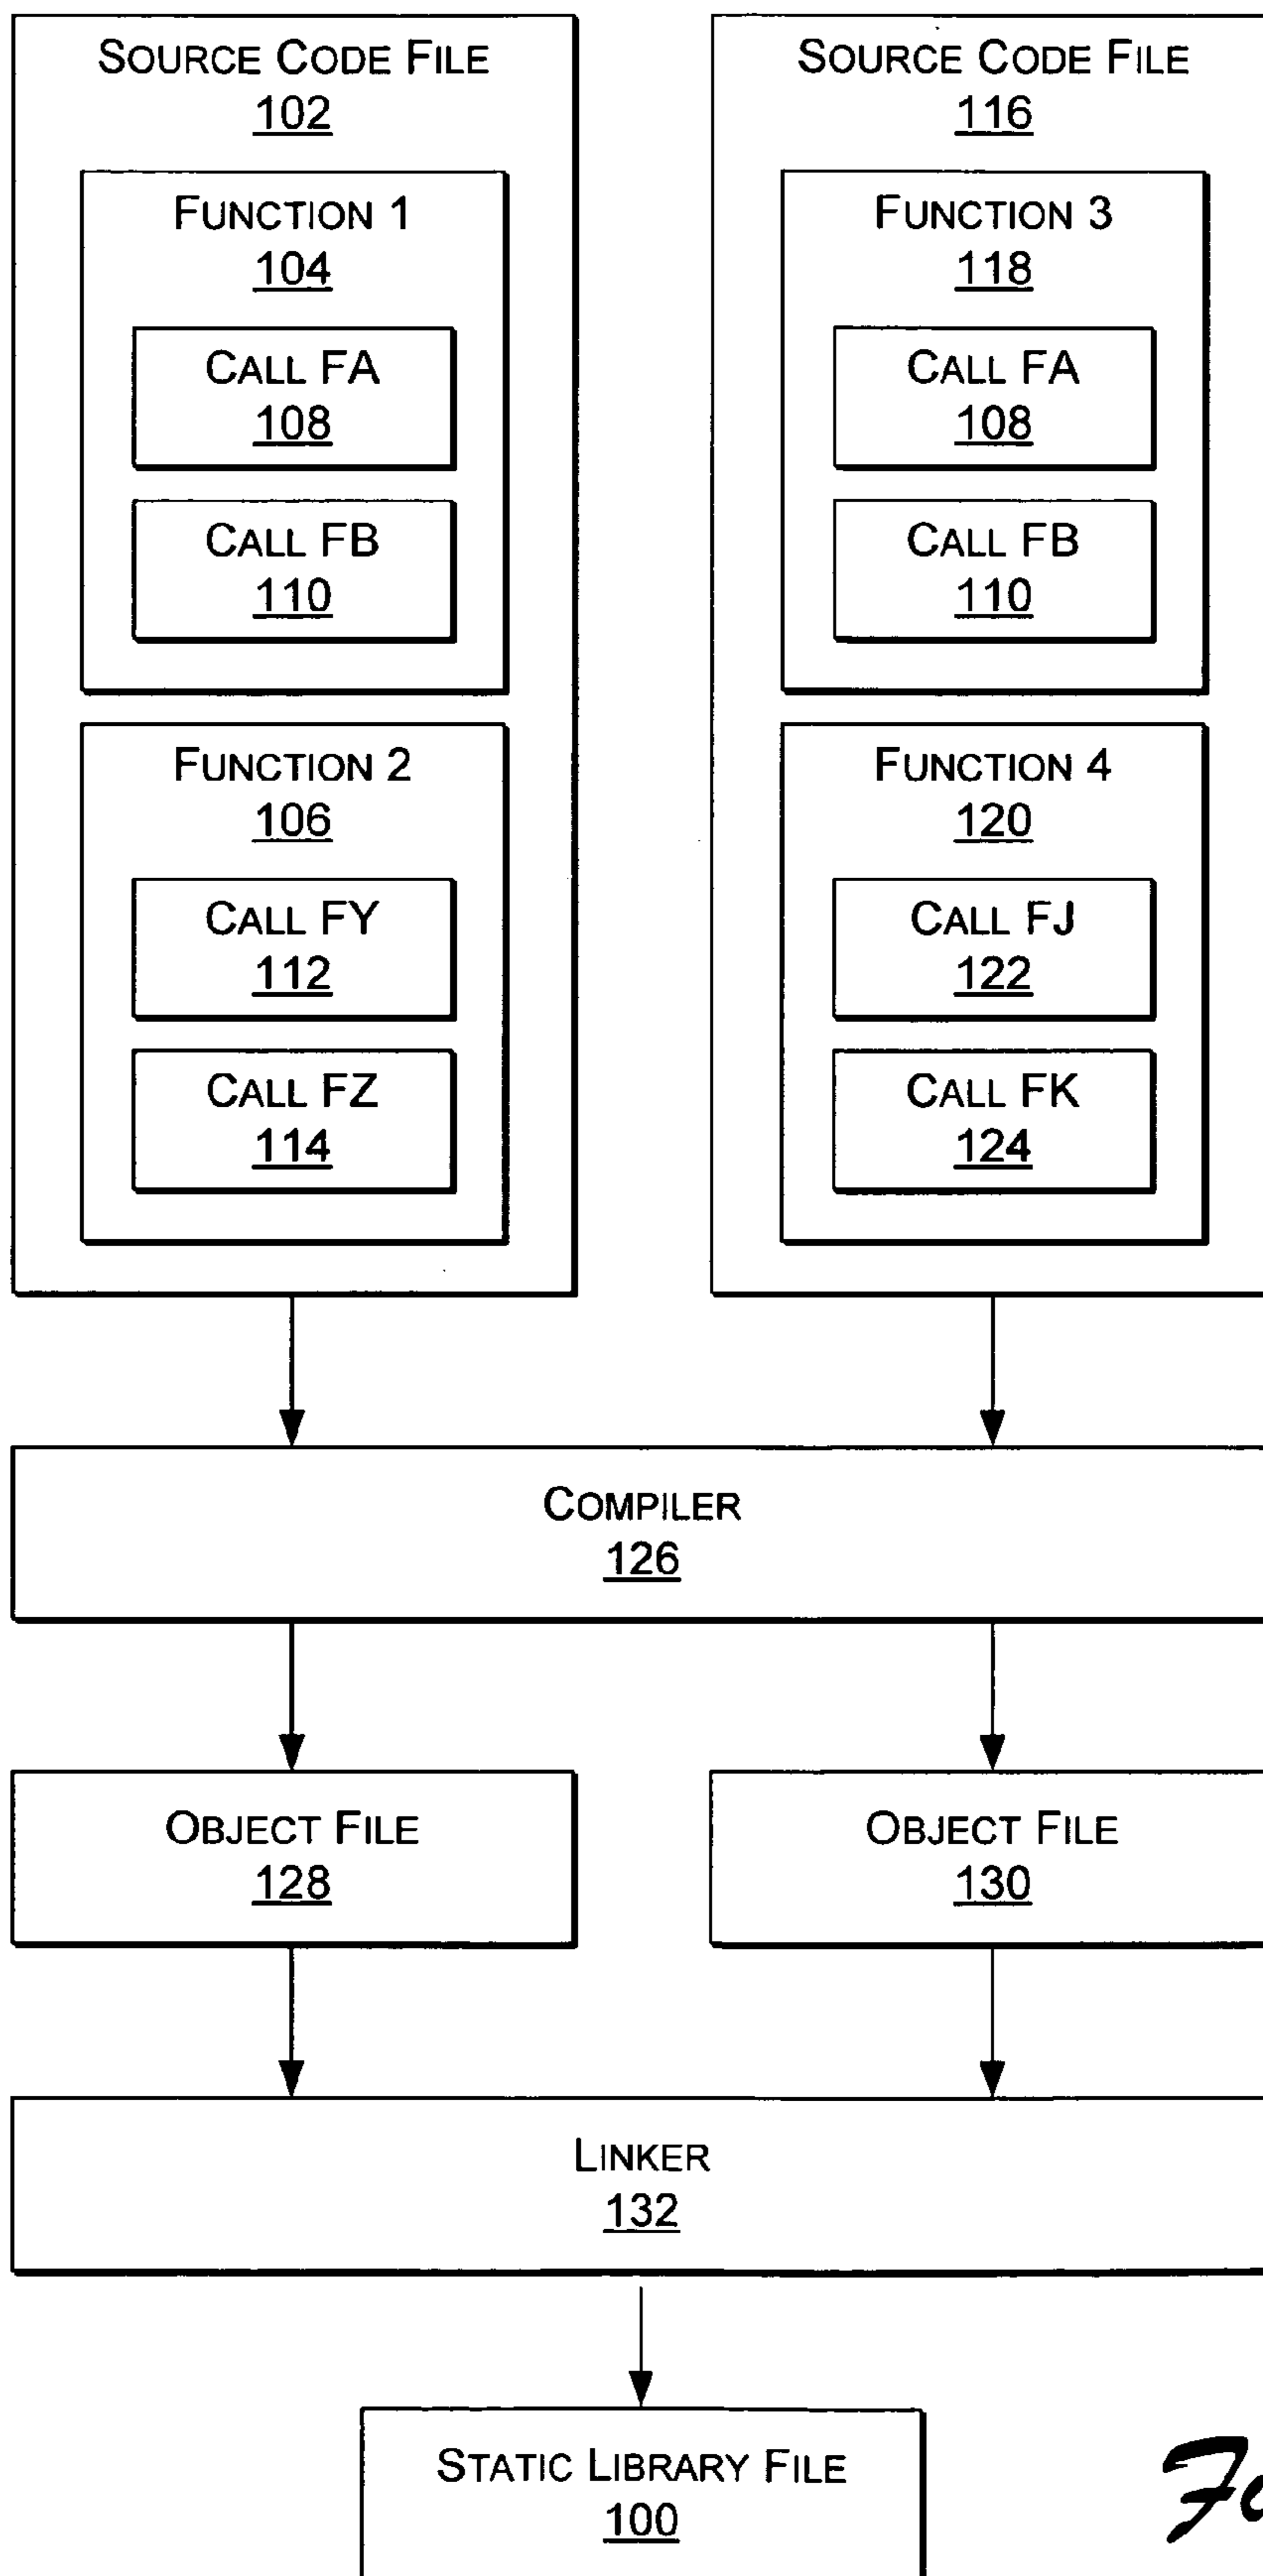 SOURCE CODE FILE
102
FUNCTION 1
104
CALL FA
108
CALL FB
110
FUNCTION 2
106
CALL FY
112
CALL FZ
114
SOURCE CODE FILE
116
FUNCTION 3
118
CALL FA
108
CALL FB
110
FUNCTION 4
120
CALL FJ
122
CALL FK
124
COMPILER
126
OBJECT FILE
128
OBJECT FILE
130
LINKER
132
STATIC LIBRARY FILE
100